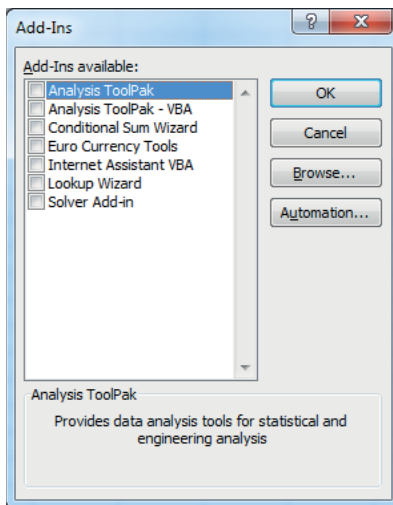 Add-Ins
?
X
Add-Ins available:
Analysis ToolPak
Analysis ToolPak - VBA
Conditional Sum Wizard
Euro Currency Tools
Internet Assistant VBA
Lookup Wizard
Solver Add-in
OK
Cancel
Browse...
Automation...
Analysis ToolPak
Provides data analysis tools for statistical and
engineering analysis